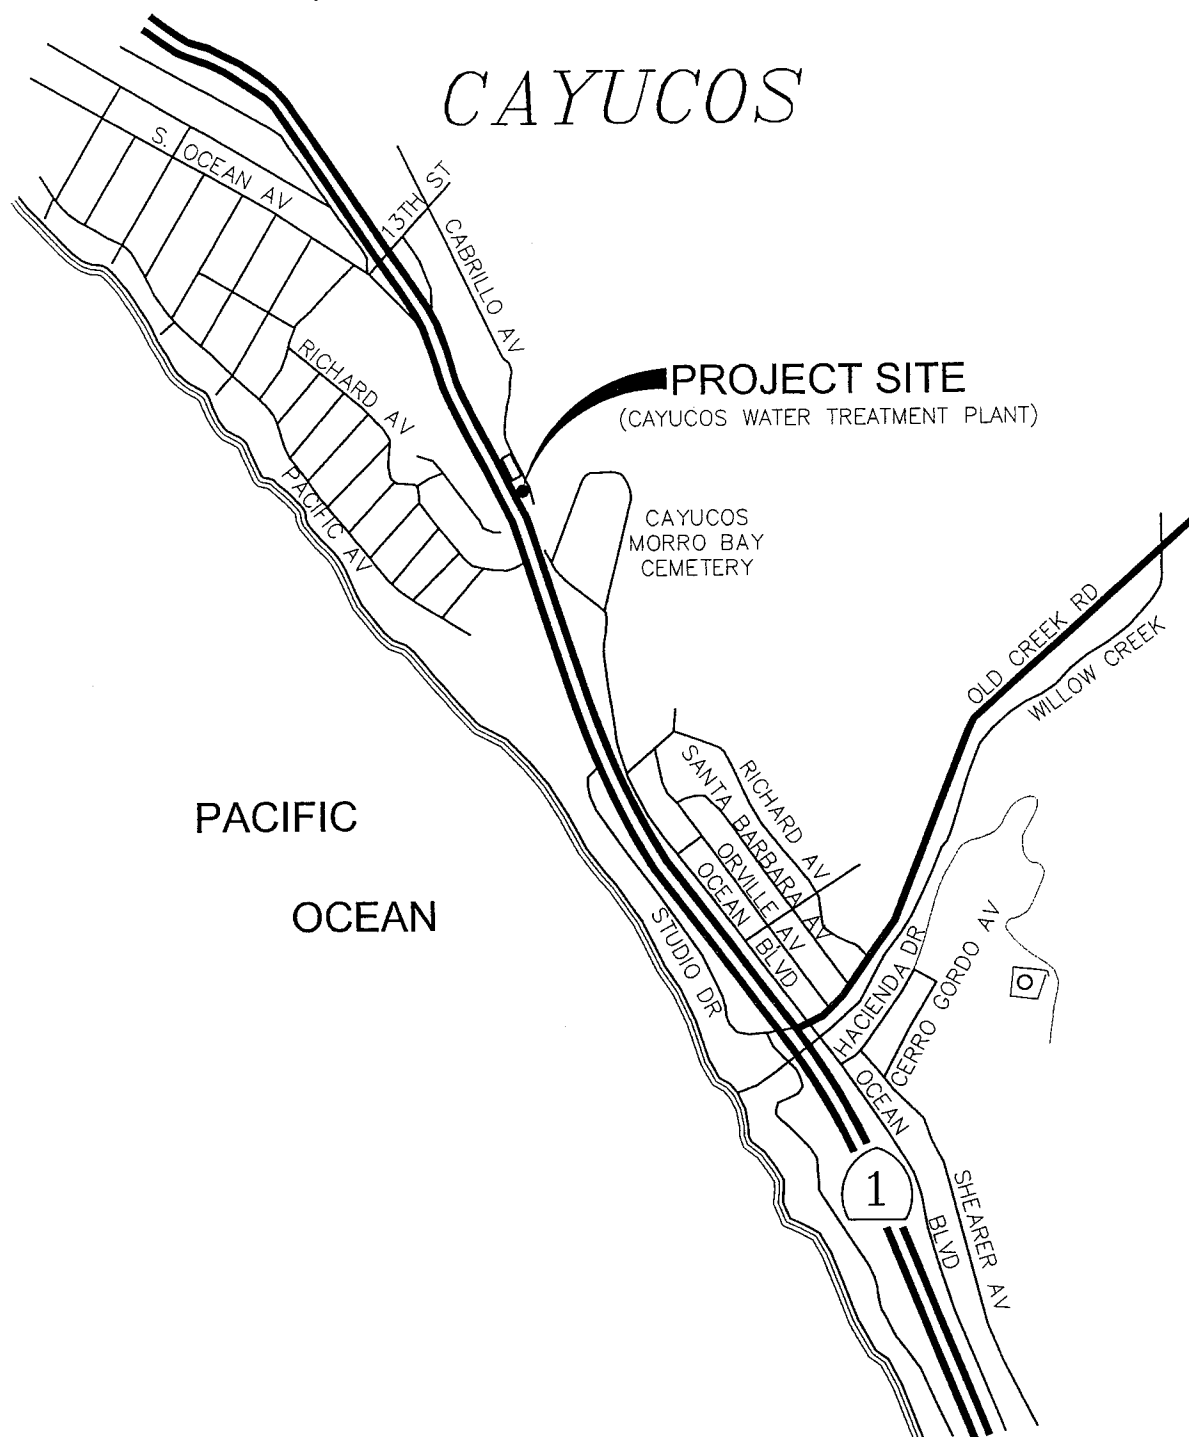 CAYUCOS
S. OCEAN AV
13TH ST
CABRILLO AV
PROJECT SITE
(CAYUCOS WATER TREATMENT PLANT)
RICHARD AV
PACIFIC AV
CAYUCOS
MORRO BAY
CEMETERY
OLD CREEK RD
WILLOW CREEK
PACIFIC
OCEAN
SANTA BARBARA AV
RICHARD AV
ORVILLE AV
OCEAN BLVD
STUDIO DR
HACIENDA DR
CERRO GORDO AV
OCEAN BLVD
1
SHEARER AV